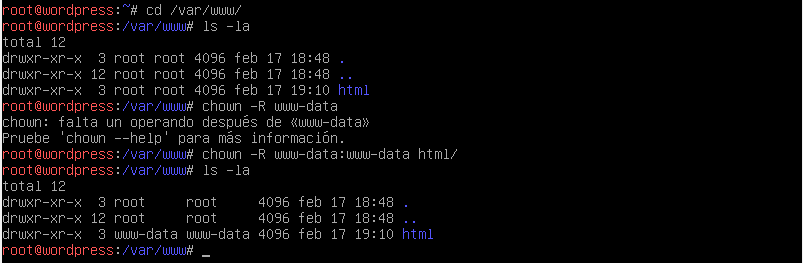 root@wordpress:~# cd /var/www/
root@wordpress:/var/www# ls -la
total 12
drwxr-xr-x  3 root root 4096 feb 17 18:48 .
drwxr-xr-x 12 root root 4096 feb 17 18:48 ..
drwxr-xr-x  3 root root 4096 feb 17 19:10 html
root@wordpress:/var/www# chown -R www-data
chown: falta un operando después de «www-data»
Pruebe 'chown --help' para más información.
root@wordpress:/var/www# chown -R www-data:www-data html/
root@wordpress:/var/www# ls -la
total 12
drwxr-xr-x  3 root     root     4096 feb 17 18:48 .
drwxr-xr-x 12 root     root     4096 feb 17 18:48 ..
drwxr-xr-x  3 www-data www-data 4096 feb 17 19:10 html
root@wordpress:/var/www# _